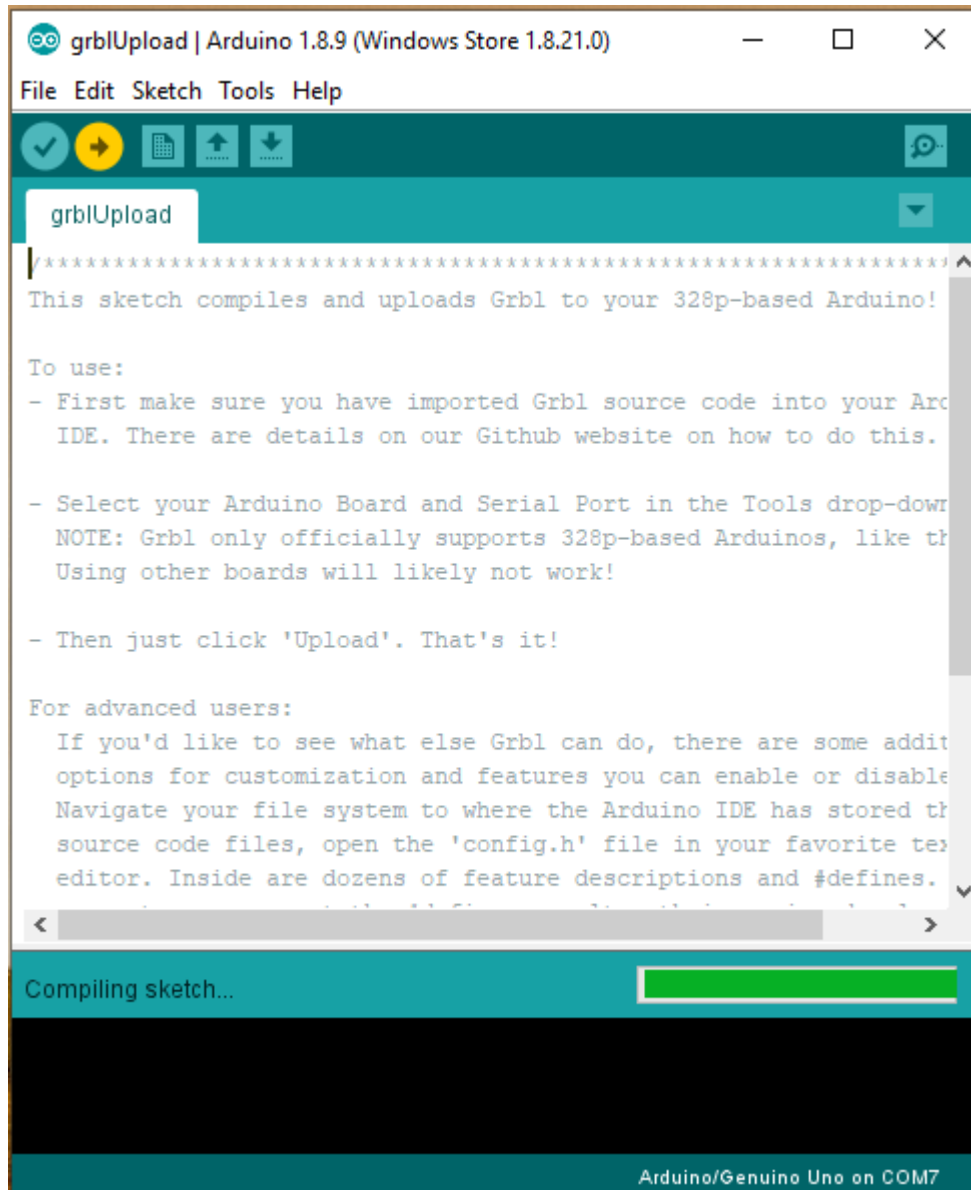 grblUpload | Arduino 1.8.9 (Windows Store 1.8.21.0)
File Edit Sketch Tools Help
grblUpload
/*****************************************************************
This sketch compiles and uploads Grbl to your 328p-based Arduino!
To use:
- First make sure you have imported Grbl source code into your Ard
IDE. There are details on our Github website on how to do this.
- Select your Arduino Board and Serial Port in the Tools drop-down
NOTE: Grbl only officially supports 328p-based Arduinos, like th
Using other boards will likely not work!
- Then just click 'Upload'. That's it!
For advanced users:
If you'd like to see what else Grbl can do, there are some addit
options for customization and features you can enable or disable
Navigate your file system to where the Arduino IDE has stored th
source code files, open the 'config.h' file in your favorite tex
editor. Inside are dozens of feature descriptions and #defines.
Compiling sketch...
Arduino/Genuino Uno on COM7